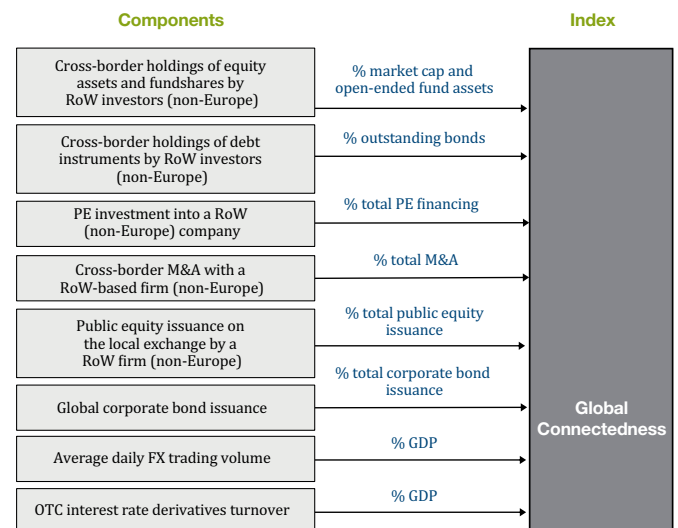 Components
Index
Cross-border holdings of equity
assets and fundshares by
RoW investors (non-Europe)
% market cap and
open-ended fund assets
Cross-border holdings of debt
instruments by RoW investors
(non-Europe)
% outstanding bonds
PE investment into a RoW
(non-Europe) company
% total PE financing
Cross-border M&A with a
RoW-based firm (non-Europe)
% total M&A
Public equity issuance on
the local exchange by a
RoW firm (non-Europe)
% total public equity
issuance
Global corporate bond issuance
% total corporate bond
issuance
Average daily FX trading volume
% GDP
OTC interest rate derivatives turnover
% GDP
Global
Connectedness